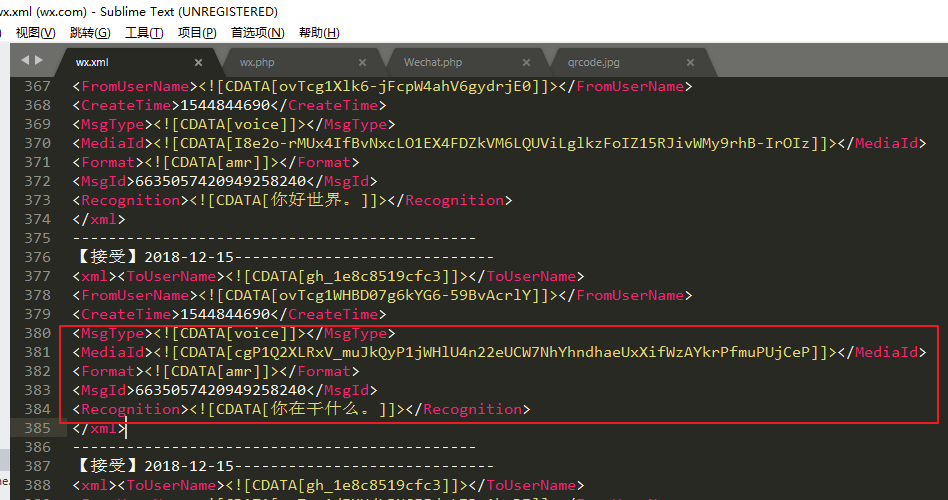 wx.xml (wx.com) - Sublime Text (UNREGISTERED)
视图(V) 跳转(G) 工具(T) 项目(P) 首选项(N) 帮助(H)
wx.xml × wx.php × Wechat.php × qrcode.jpg ×
367 <FromUserName><![CDATA[ovTcg1Xlk6-jFcpW4ahV6gydrjE0]]></FromUserName>
368 <CreateTime>1544844690</CreateTime>
369 <MsgType><![CDATA[voice]]></MsgType>
370 <MediaId><![CDATA[I8e2o-rMUx4IfBvNxcLO1EX4FDZkVM6LQUViLglkzFoIZ15RJivWMy9rhB-IrOIz]]></MediaId>
371 <Format><![CDATA[amr]]></Format>
372 <MsgId>6635057420949258240</MsgId>
373 <Recognition><![CDATA[你好世界。]]></Recognition>
374 </xml>
375 ----------------------------------------------
376 【接受】2018-12-15------------------------------
377 <xml><ToUserName><![CDATA[gh_1e8c8519cfc3]]></ToUserName>
378 <FromUserName><![CDATA[ovTcg1WHBD07g6kYG6-59BvAcrlY]]></FromUserName>
379 <CreateTime>1544844690</CreateTime>
380 <MsgType><![CDATA[voice]]></MsgType>
381 <MediaId><![CDATA[cgP1Q2XLRxV_muJkQyP1jWHlU4n22eUCW7NhYhndhaeUxXifWzAYkrPfmuPUjCeP]]></MediaId>
382 <Format><![CDATA[amr]]></Format>
383 <MsgId>6635057420949258240</MsgId>
384 <Recognition><![CDATA[你在干什么。]]></Recognition>
385 </xml>
386 ----------------------------------------------
387 【接受】2018-12-15------------------------------
388 <xml><ToUserName><![CDATA[gh_1e8c8519cfc3]]></ToUserName>